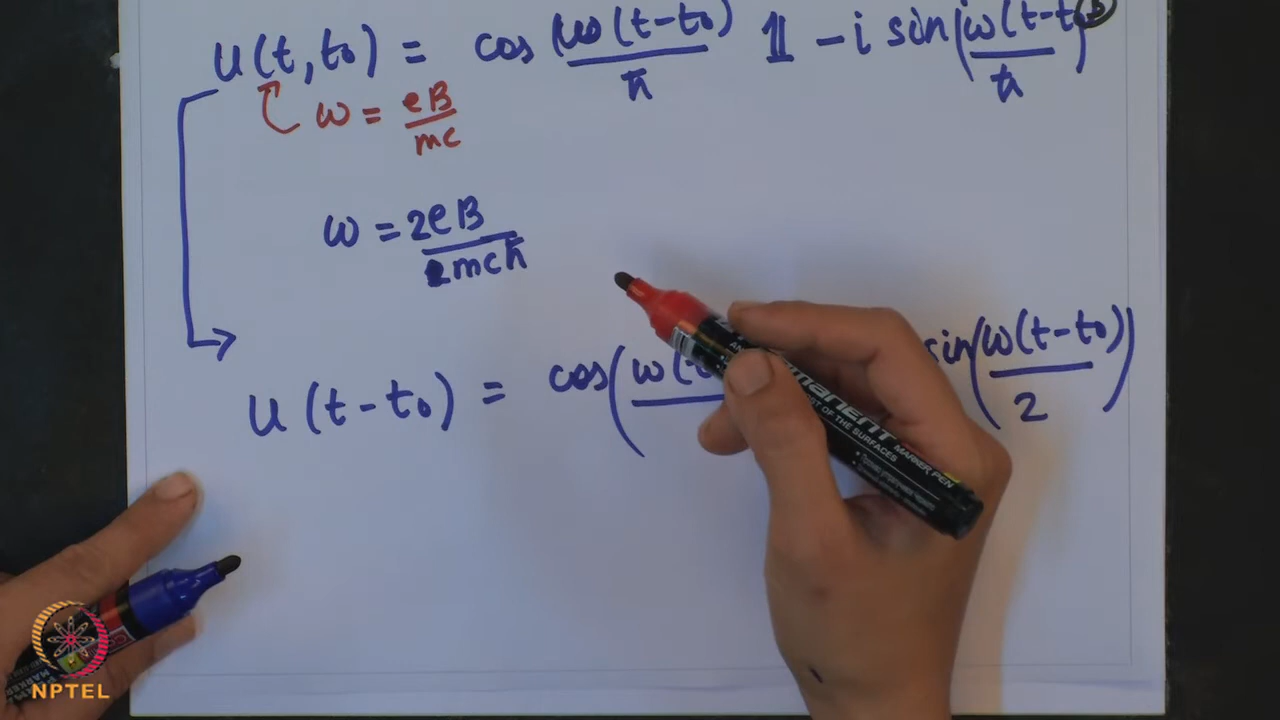 U(t, t₀) = cos (ω(t-t₀)/ħ) 𝟙 - i sin(ω(t-t₀)/ħ)
ω = eB/mc
ω = 2eB/2mcħ
U(t-t₀) = cos(ω(t sin(ω(t-t₀)/2)
PERMANENT MARKER PEN
NPTEL